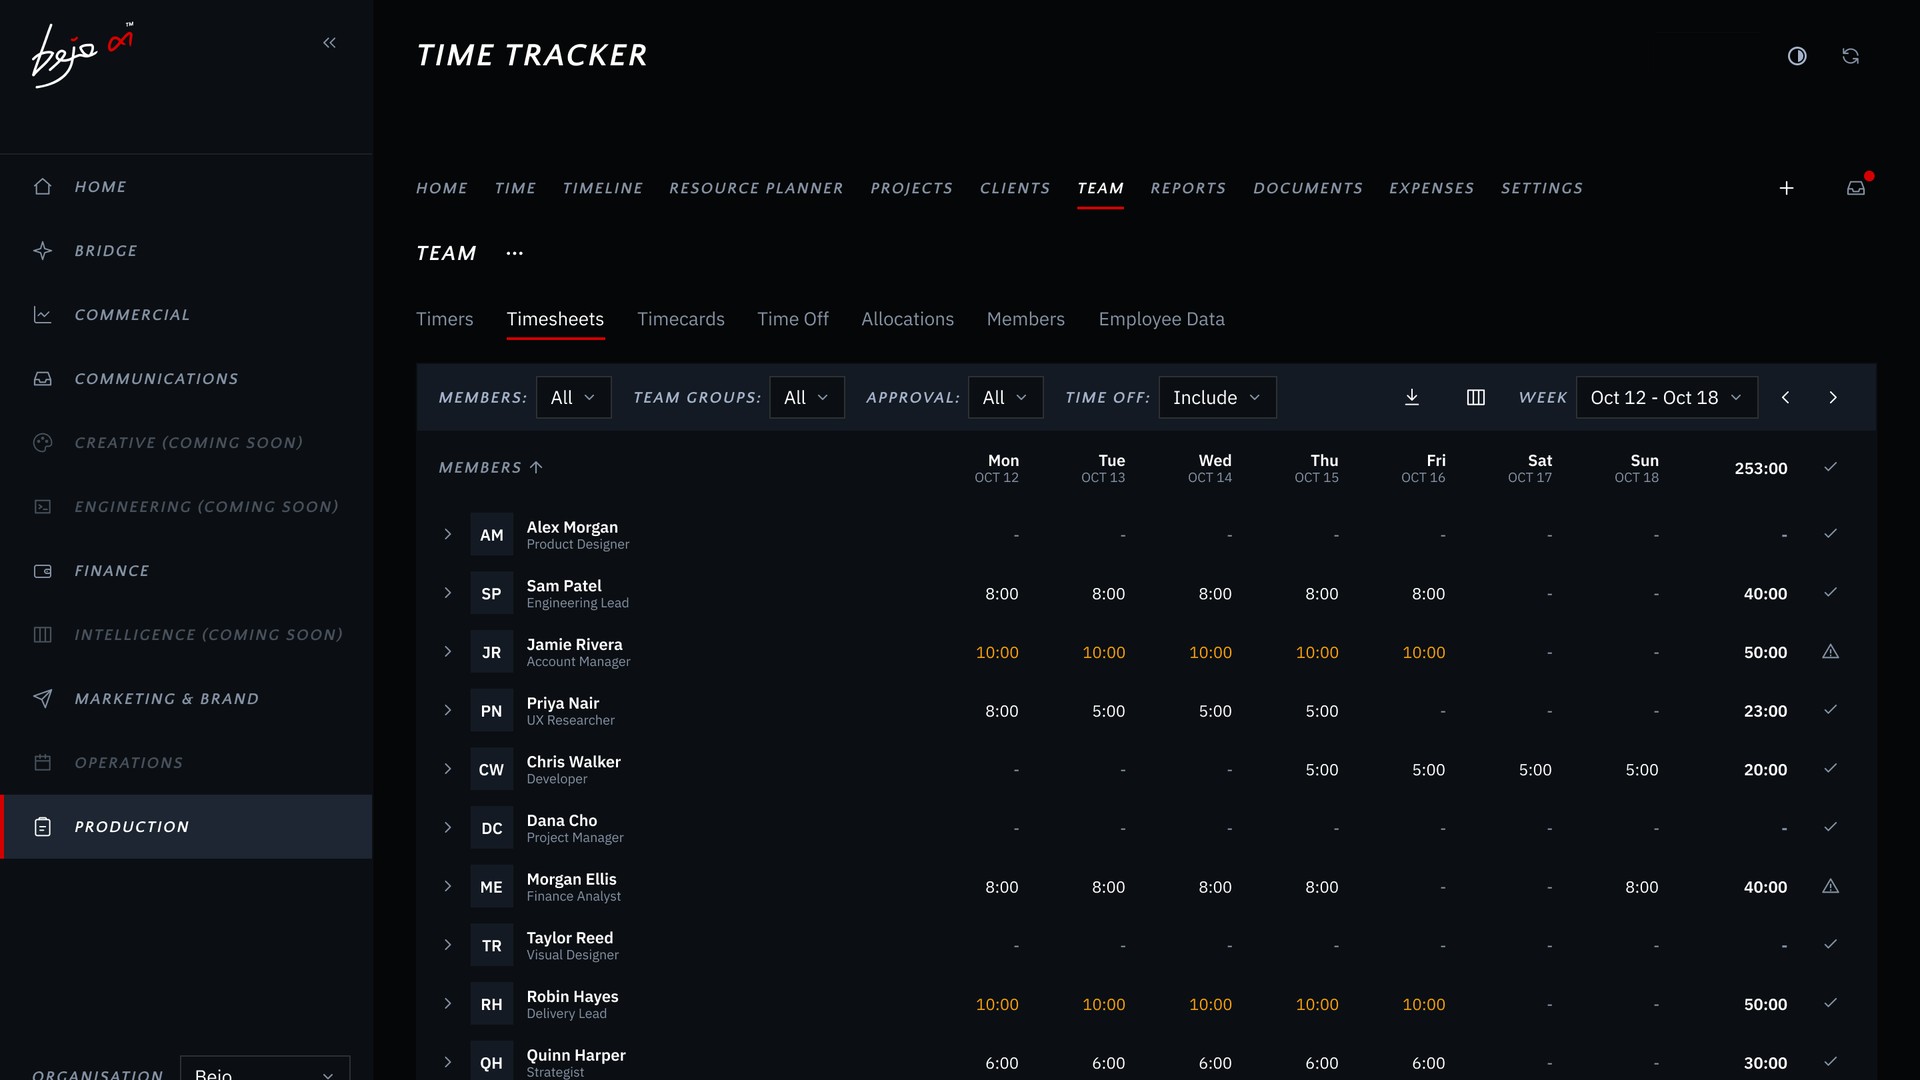 bejo ™
TIME TRACKER
HOME
BRIDGE
COMMERCIAL
COMMUNICATIONS
CREATIVE (COMING SOON)
ENGINEERING (COMING SOON)
FINANCE
INTELLIGENCE (COMING SOON)
MARKETING & BRAND
OPERATIONS
PRODUCTION
ORGANISATION Bejo
HOME TIME TIMELINE RESOURCE PLANNER PROJECTS CLIENTS TEAM REPORTS DOCUMENTS EXPENSES SETTINGS
TEAM ...
Timers Timesheets Timecards Time Off Allocations Members Employee Data
MEMBERS: All TEAM GROUPS: All APPROVAL: All TIME OFF: Include WEEK Oct 12 - Oct 18
MEMBERS Mon Tue Wed Thu Fri Sat Sun 253:00
OCT 12 OCT 13 OCT 14 OCT 15 OCT 16 OCT 17 OCT 18
AM Alex Morgan - - - - - - - -
Product Designer
SP Sam Patel 8:00 8:00 8:00 8:00 8:00 - - 40:00
Engineering Lead
JR Jamie Rivera 10:00 10:00 10:00 10:00 10:00 - - 50:00
Account Manager
PN Priya Nair 8:00 5:00 5:00 5:00 - - - 23:00
UX Researcher
CW Chris Walker - - - 5:00 5:00 5:00 5:00 20:00
Developer
DC Dana Cho - - - - - - - -
Project Manager
ME Morgan Ellis 8:00 8:00 8:00 8:00 - - 8:00 40:00
Finance Analyst
TR Taylor Reed - - - - - - - -
Visual Designer
RH Robin Hayes 10:00 10:00 10:00 10:00 10:00 - - 50:00
Delivery Lead
QH Quinn Harper 6:00 6:00 6:00 6:00 6:00 - - 30:00
Strategist